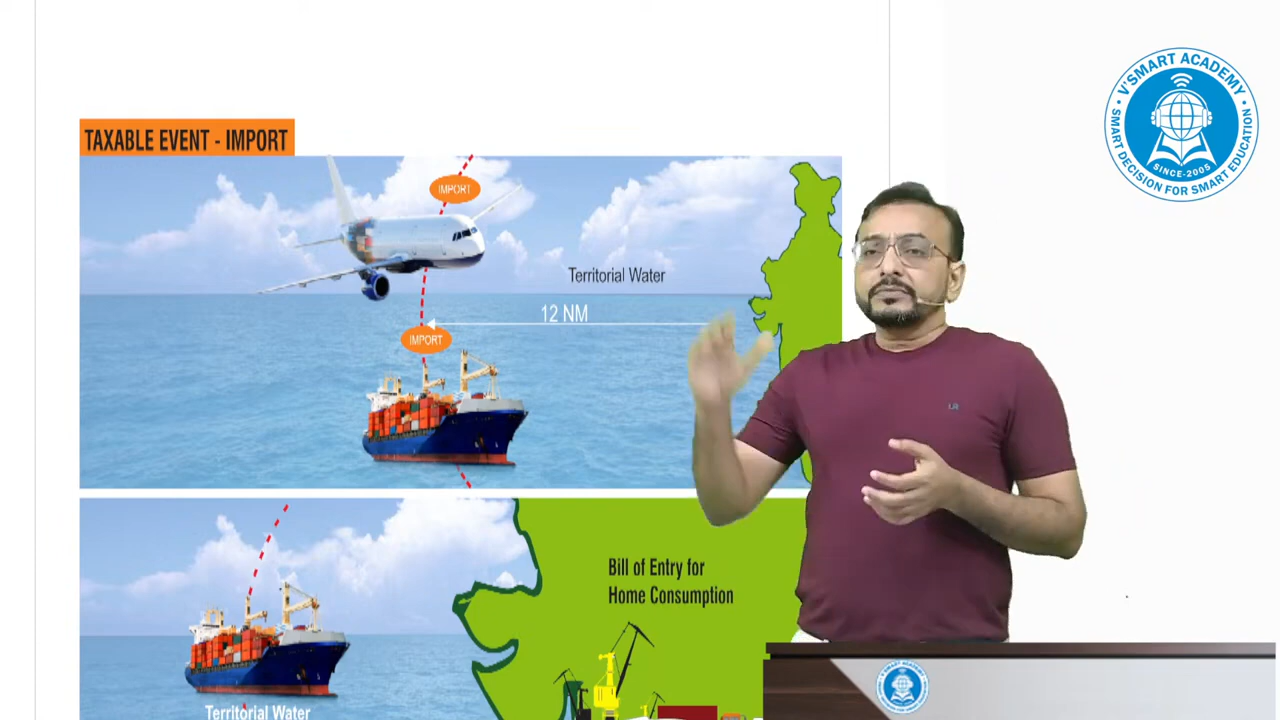 TAXABLE EVENT - IMPORT
IMPORT
Territorial Water
12 NM
IMPORT
Bill of Entry for
Home Consumption
Territorial Water
V'SMART ACADEMY
SINCE-2005
SMART DECISION FOR SMART EDUCATION
UR